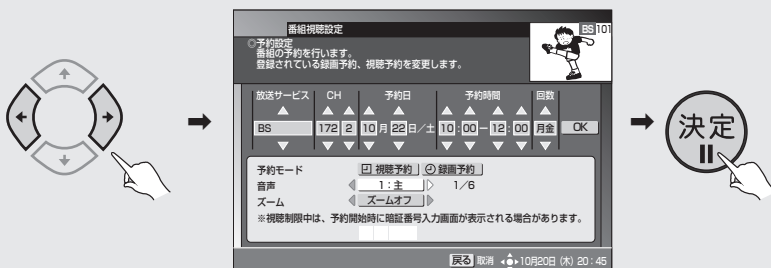 番組視聴設定
BS 101
◎予約設定
番組の予約を行います。
登録されている録画予約、視聴予約を変更します。
放送サービス CH 予約日 予約時間 回数
BS 172 2 10 月 22 日／土 10 : 00 － 12 : 00 月金 OK
予約モード 視聴予約 録画予約
音声 1：主 1／6
ズーム ズームオフ
※視聴制限中は、予約開始時に暗証番号入力画面が表示される場合があります。
戻る 取消 10月20日 (木) 20：45
決定